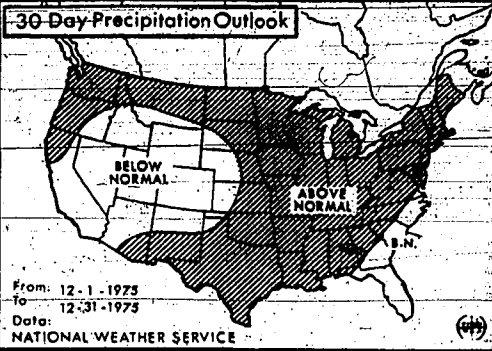 30 Day Precipitation Outlook
BELOW
NORMAL
ABOVE
NORMAL
B.N.
From: 12-1-1975
To 12-31-1975
Data:
NATIONAL WEATHER SERVICE